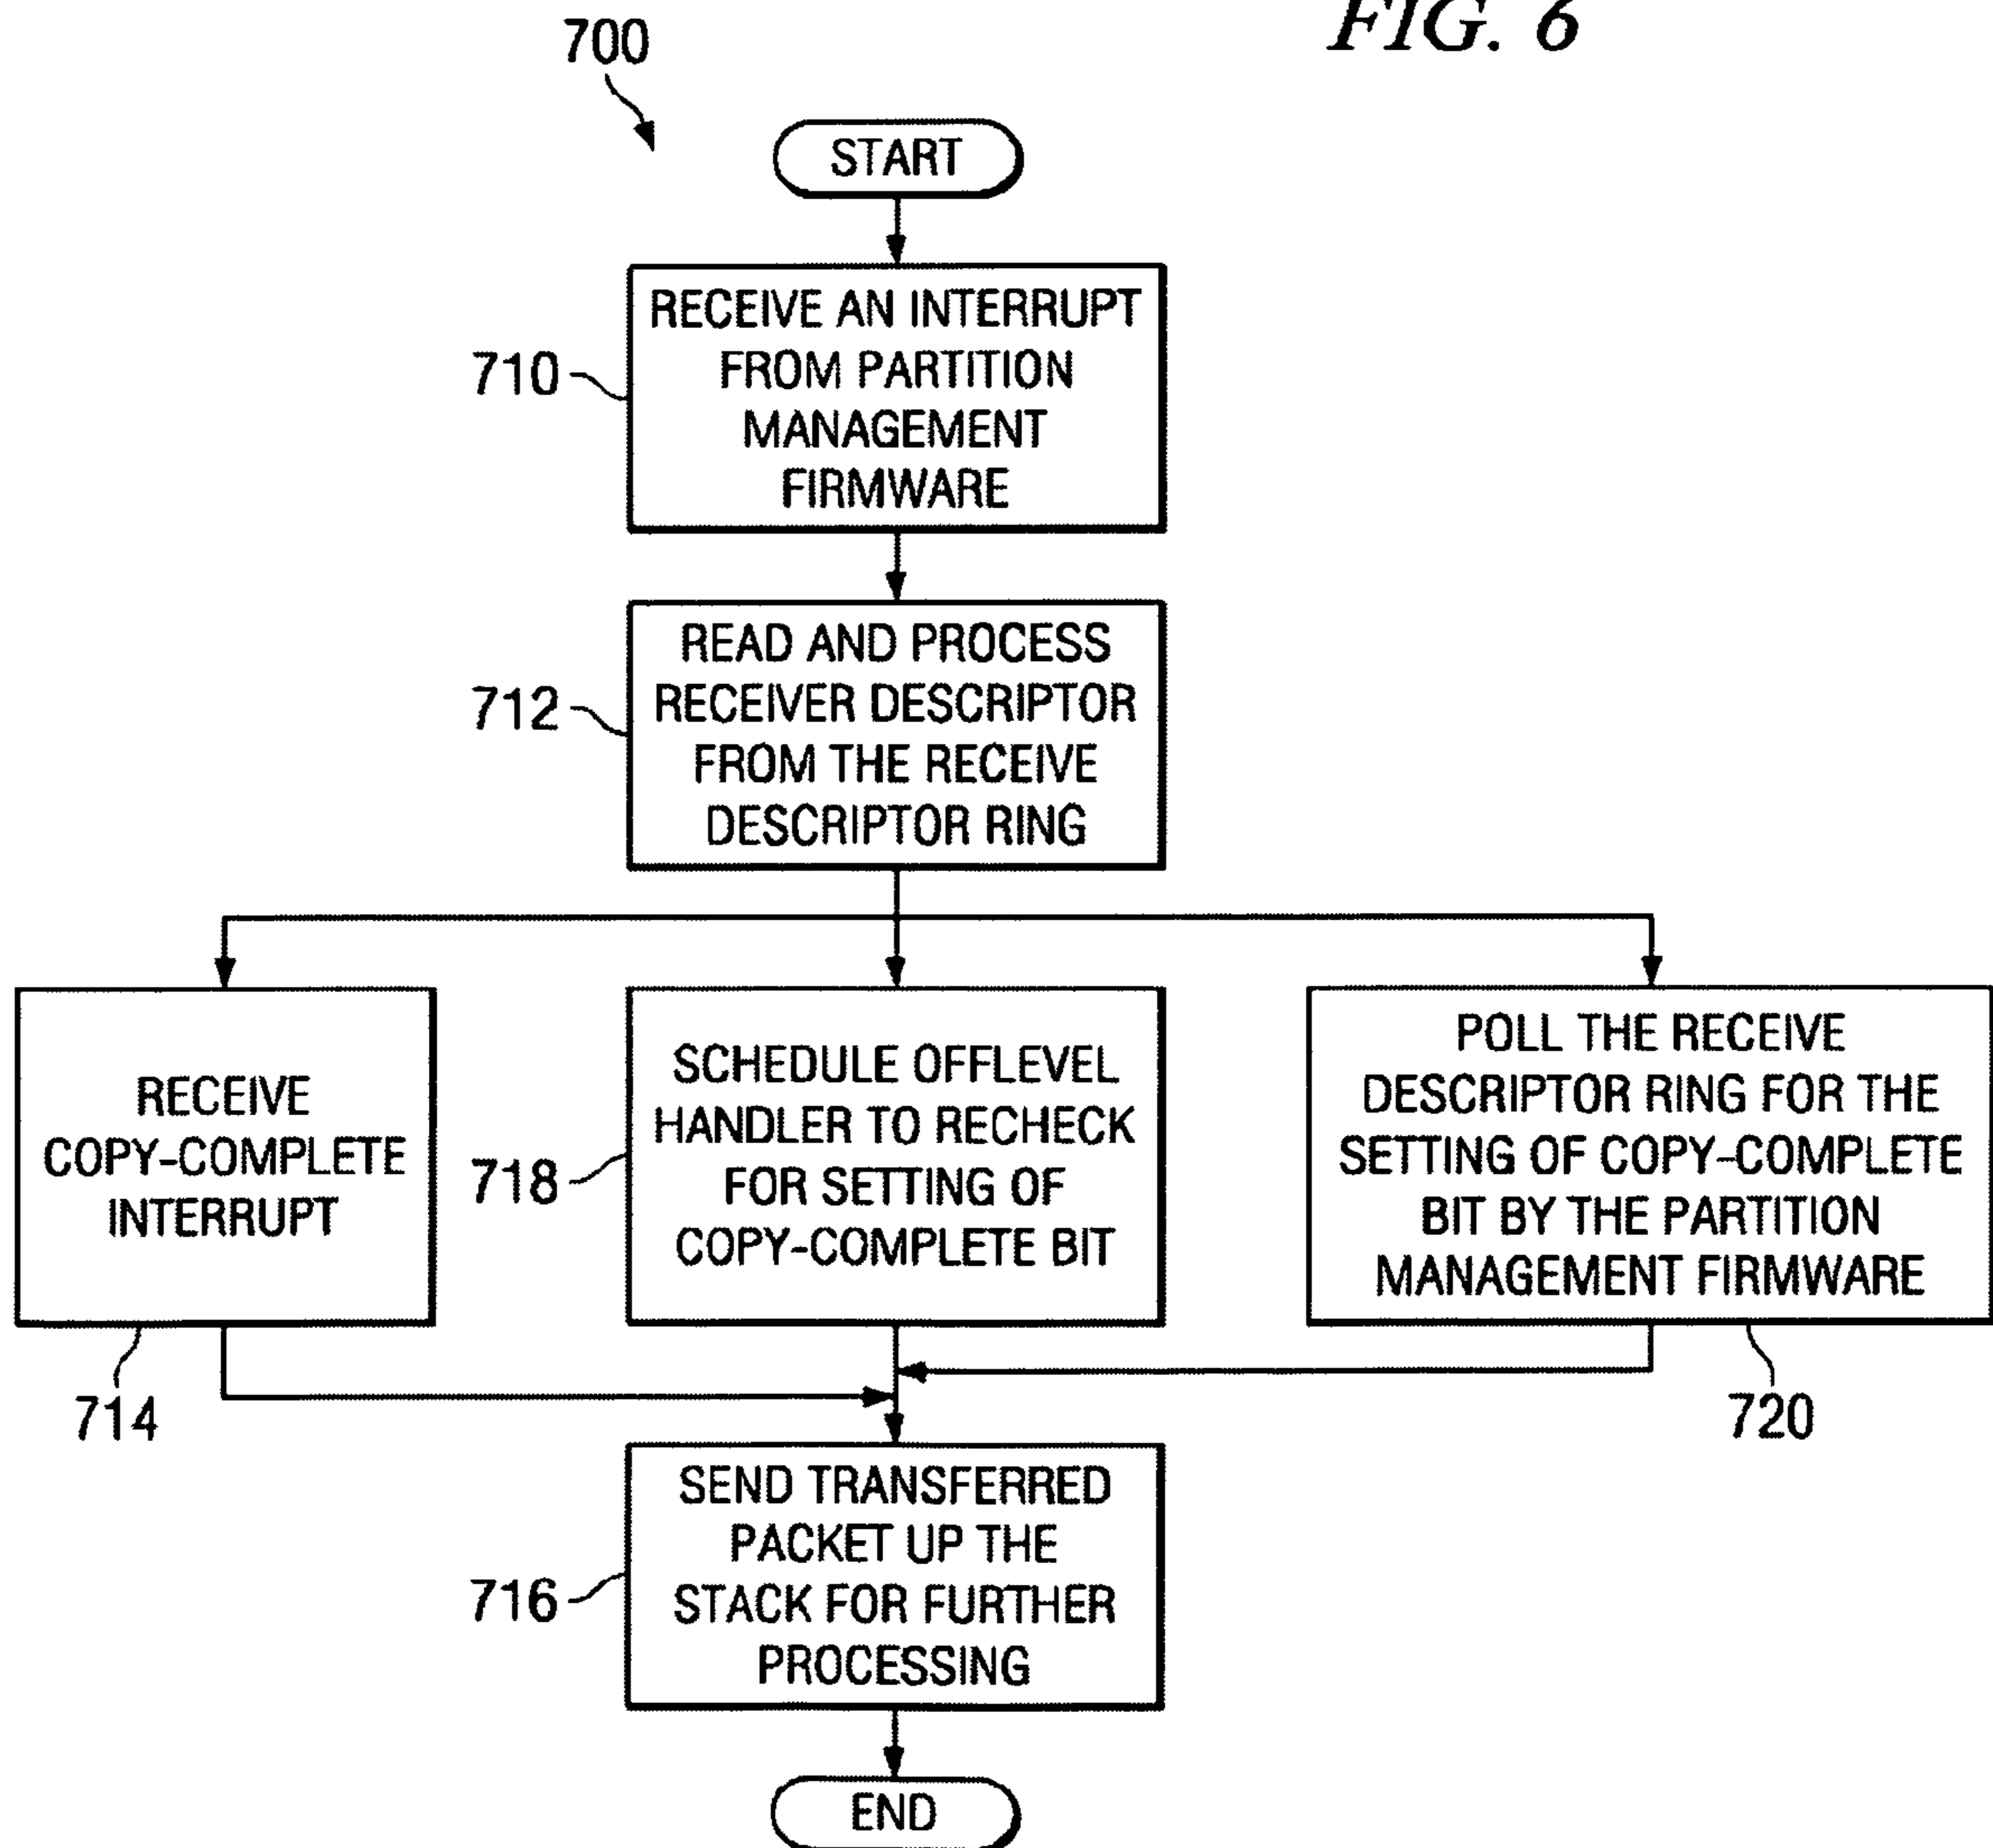 FIG. 6
700
START
710
RECEIVE AN INTERRUPT
FROM PARTITION
MANAGEMENT
FIRMWARE
712
READ AND PROCESS
RECEIVER DESCRIPTOR
FROM THE RECEIVE
DESCRIPTOR RING
RECEIVE
COPY-COMPLETE
INTERRUPT
714
718
SCHEDULE OFFLEVEL
HANDLER TO RECHECK
FOR SETTING OF
COPY-COMPLETE BIT
POLL THE RECEIVE
DESCRIPTOR RING FOR THE
SETTING OF COPY-COMPLETE
BIT BY THE PARTITION
MANAGEMENT FIRMWARE
720
716
SEND TRANSFERRED
PACKET UP THE
STACK FOR FURTHER
PROCESSING
END